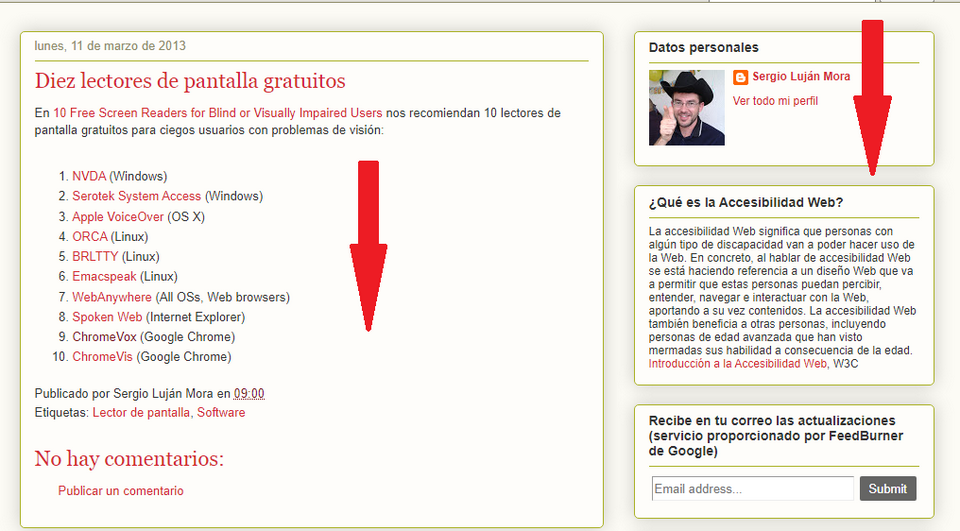 lunes, 11 de marzo de 2013
Diez lectores de pantalla gratuitos
En 10 Free Screen Readers for Blind or Visually Impaired Users nos recomiendan 10 lectores de
pantalla gratuitos para ciegos usuarios con problemas de visión:
1. NVDA (Windows)
2. Serotek System Access (Windows)
3. Apple VoiceOver (OS X)
4. ORCA (Linux)
5. BRLTTY (Linux)
6. Emacspeak (Linux)
7. WebAnywhere (All OSs, Web browsers)
8. Spoken Web (Internet Explorer)
9. ChromeVox (Google Chrome)
10. ChromeVis (Google Chrome)
Publicado por Sergio Luján Mora en 09:00
Etiquetas: Lector de pantalla, Software
No hay comentarios:
Publicar un comentario
Datos personales
Sergio Luján Mora
Ver todo mi perfil
¿Qué es la Accesibilidad Web?
La accesibilidad Web significa que personas con
algún tipo de discapacidad van a poder hacer uso de
la Web. En concreto, al hablar de accesibilidad Web
se está haciendo referencia a un diseño Web que va
a permitir que estas personas puedan percibir,
entender, navegar e interactuar con la Web,
aportando a su vez contenidos. La accesibilidad Web
también beneficia a otras personas, incluyendo
personas de edad avanzada que han visto
mermadas sus habilidad a consecuencia de la edad.
Introducción a la Accesibilidad Web, W3C
Recibe en tu correo las actualizaciones
(servicio proporcionado por FeedBurner
de Google)
Email address...
Submit